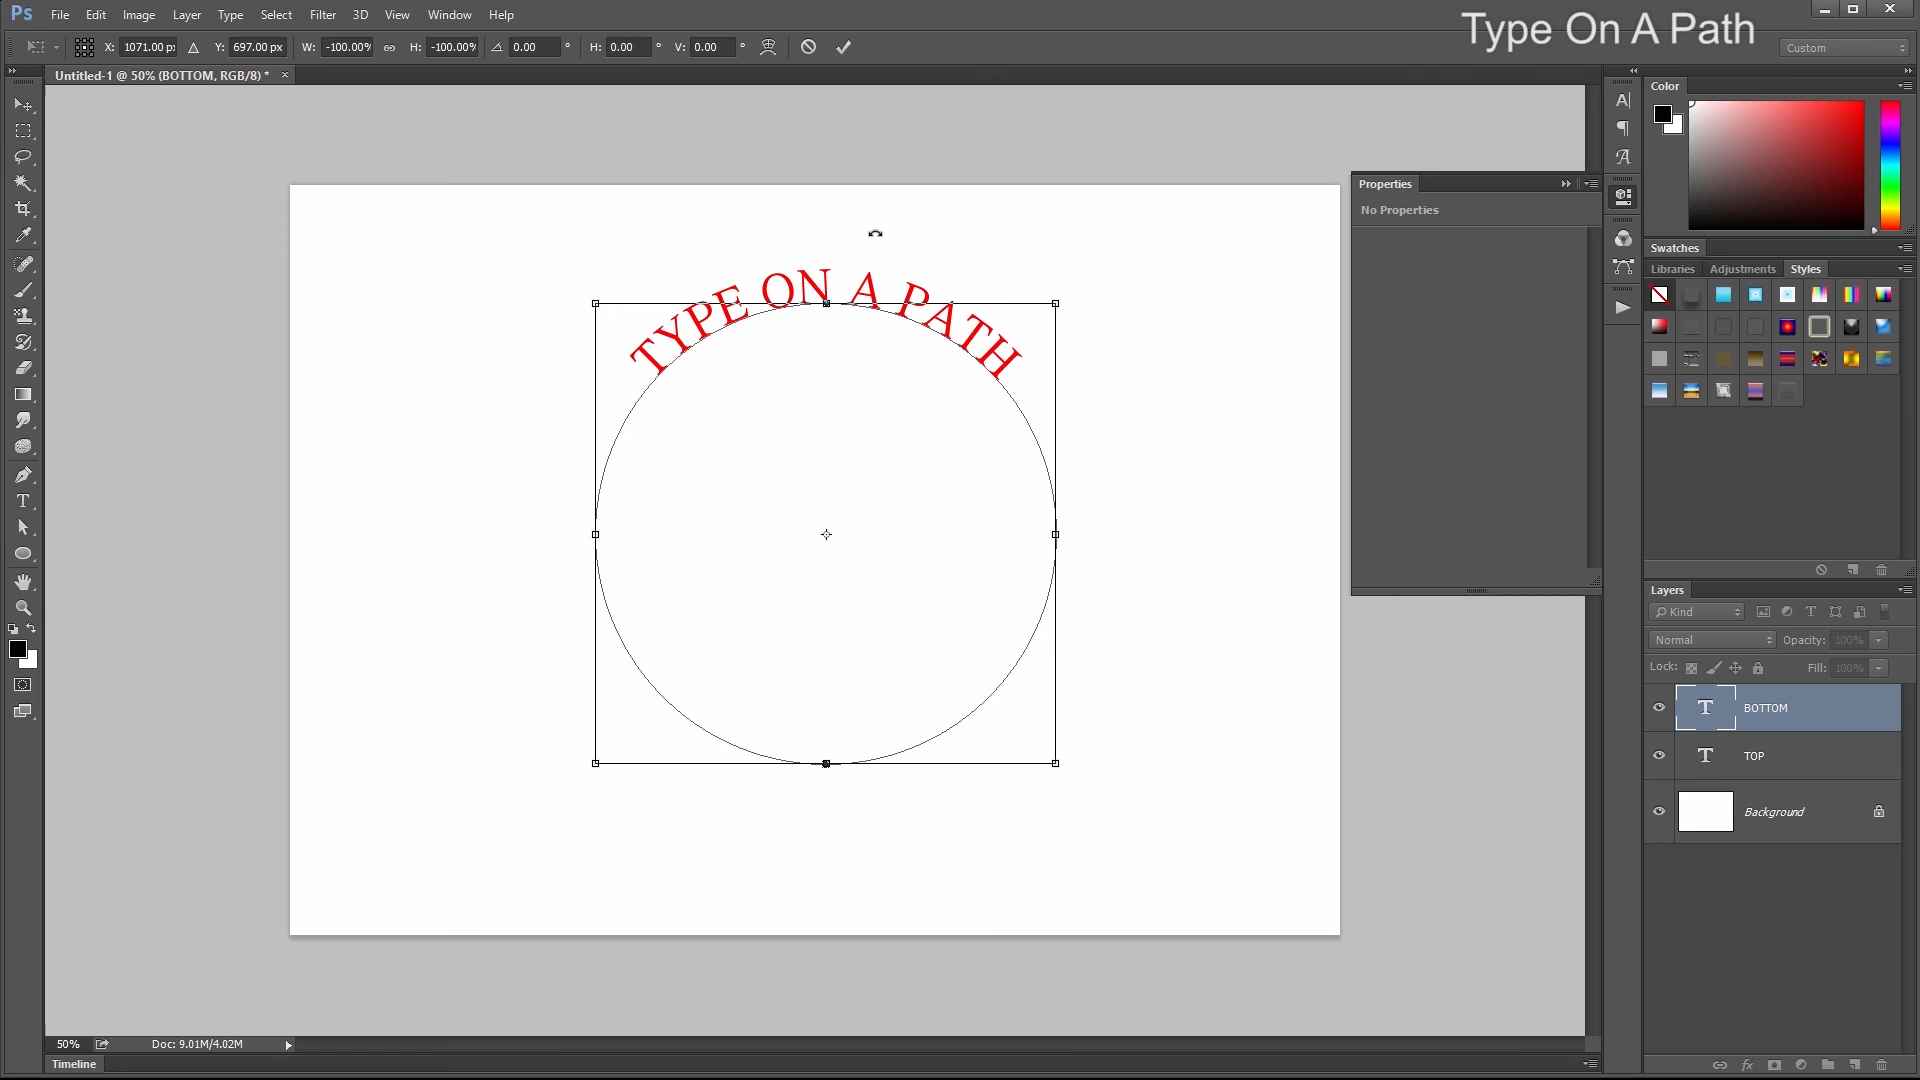 Ps File Edit Image Layer Type Select Filter 3D View Window Help
Type On A Path
X: 1071.00 px Y: 697.00 px W: -100.00% H: -100.00% 0.00 ° H: 0.00 ° V: 0.00 °
Custom
Untitled-1 @ 50% (BOTTOM, RGB/8) * ×
Color
Properties
No Properties
Swatches
Libraries Adjustments Styles
TYPE ON A PATH
Layers
Kind
Normal Opacity: 100%
Lock: Fill: 100%
T BOTTOM
T TOP
Background
50% Doc: 9.01M/4.02M
Timeline
fx